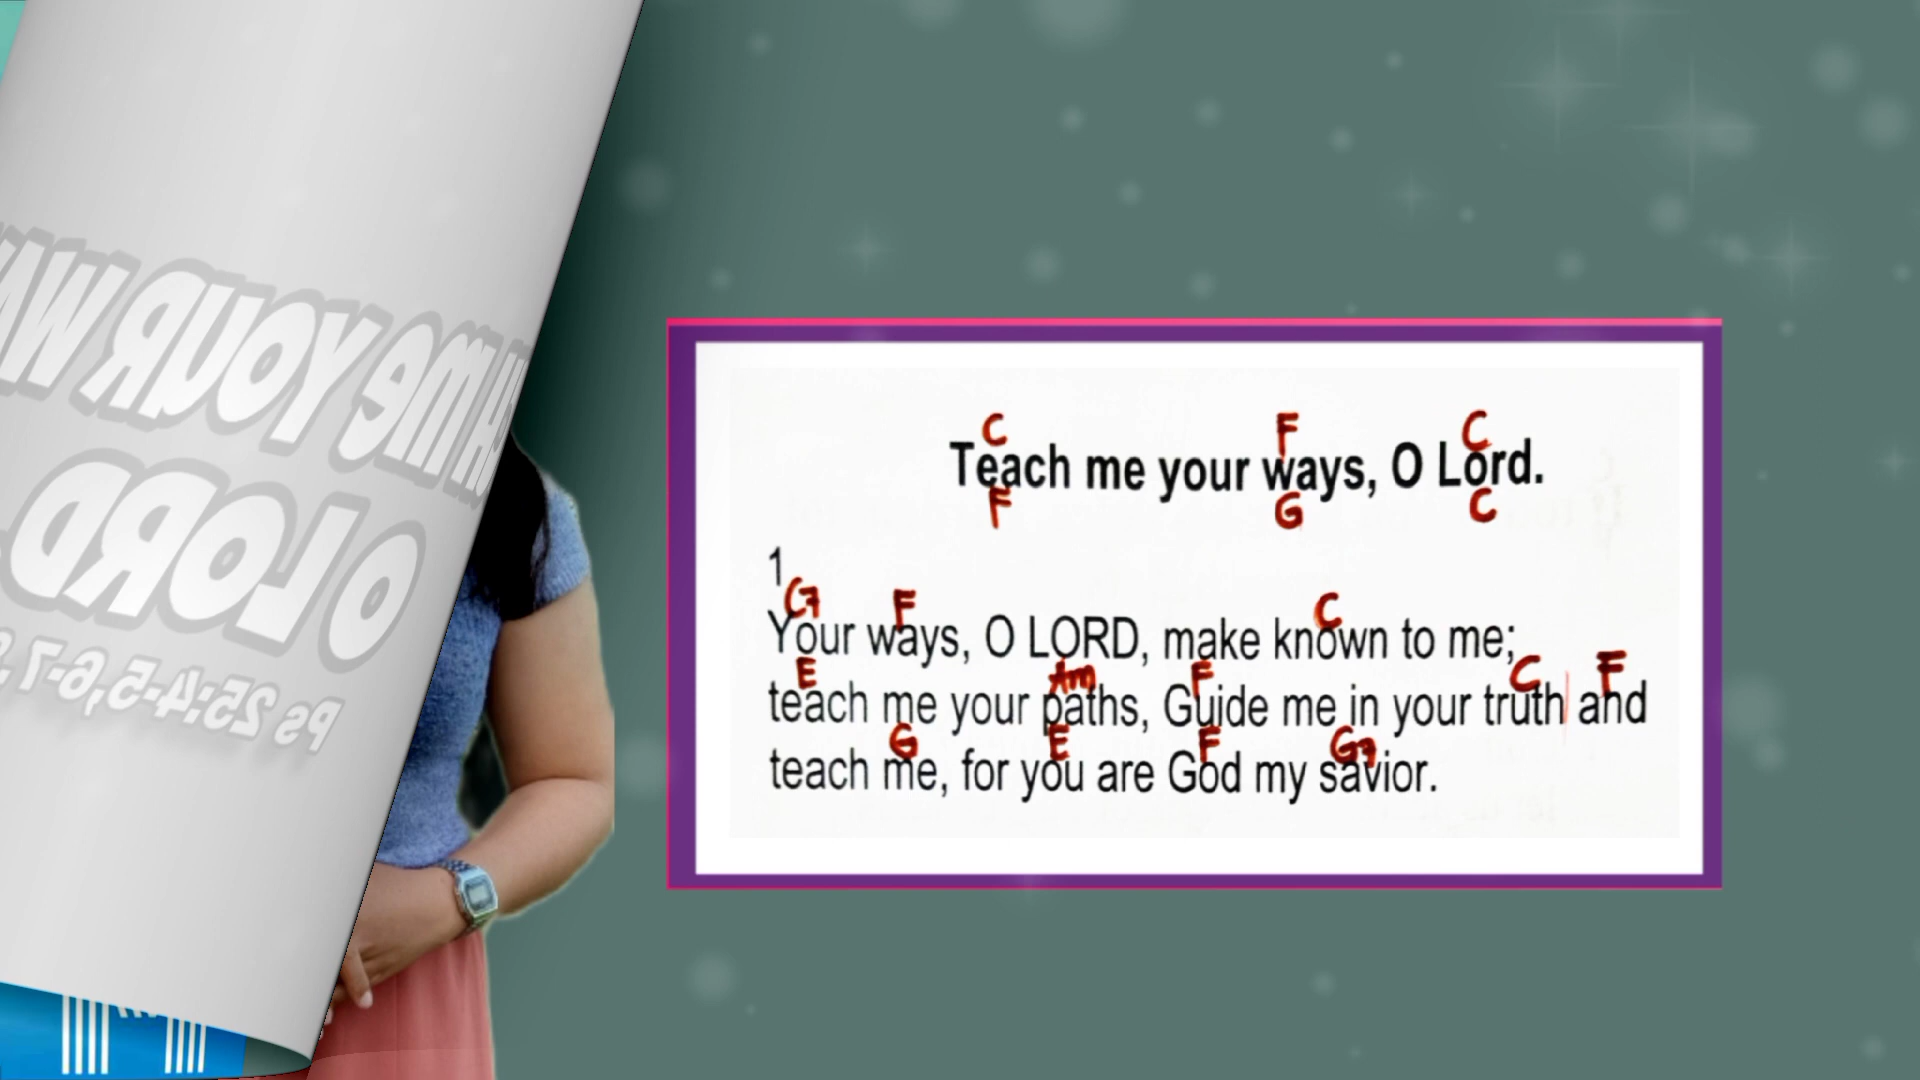 C F C
Teach me your ways, O Lord.
F G C
1
G7 F C
Your ways, O LORD, make known to me;
E Am F C F
teach me your paths, Guide me in your truth and
G E F G7
teach me, for you are God my savior.
me YOUR
O LORD
Ps 25:4-5,6-7,